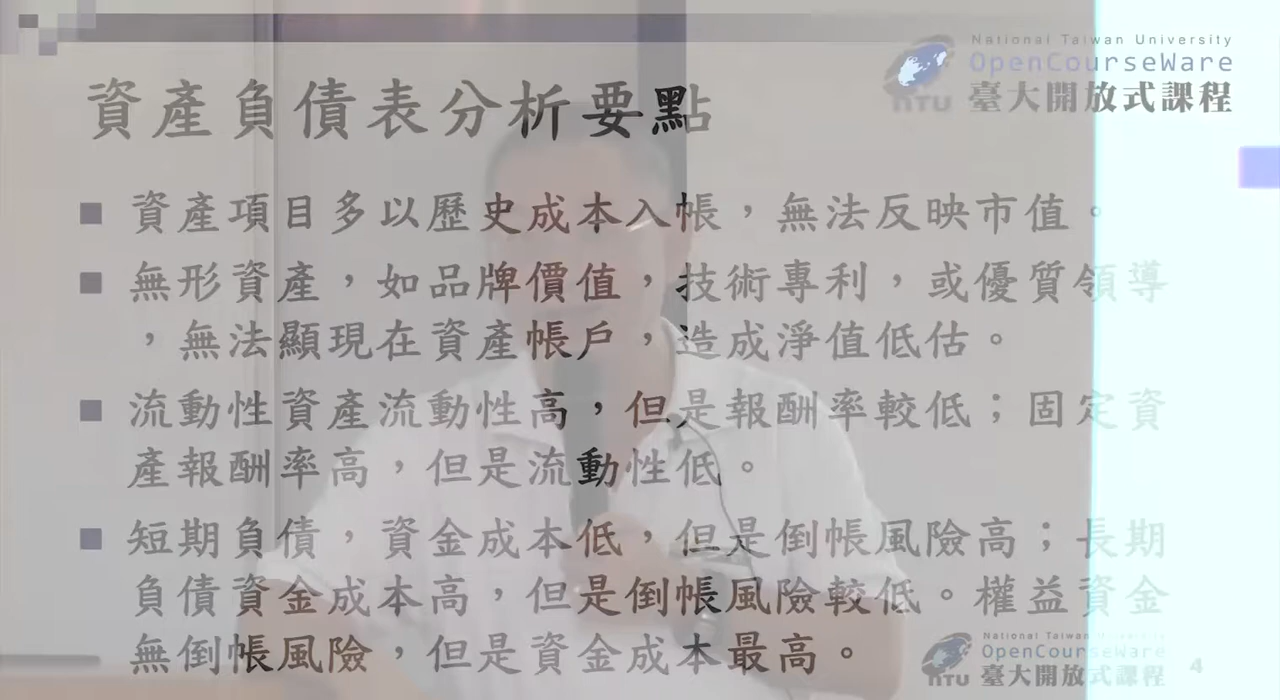 National Taiwan University
OpenCourseWare
臺大開放式課程
NTU
資產負債表分析要點
資產項目多以歷史成本入帳，無法反映市值。
無形資產，如品牌價值，技術專利，或優質領導
，無法顯現在資產帳戶，造成淨值低估。
流動性資產流動性高，但是報酬率較低；固定資
產報酬率高，但是流動性低。
短期負債，資金成本低，但是倒帳風險高；長期
負債資金成本高，但是倒帳風險較低。權益資金
無倒帳風險，但是資金成本最高。
National Taiwan University
OpenCourseWare
臺大開放式課程
NTU
4